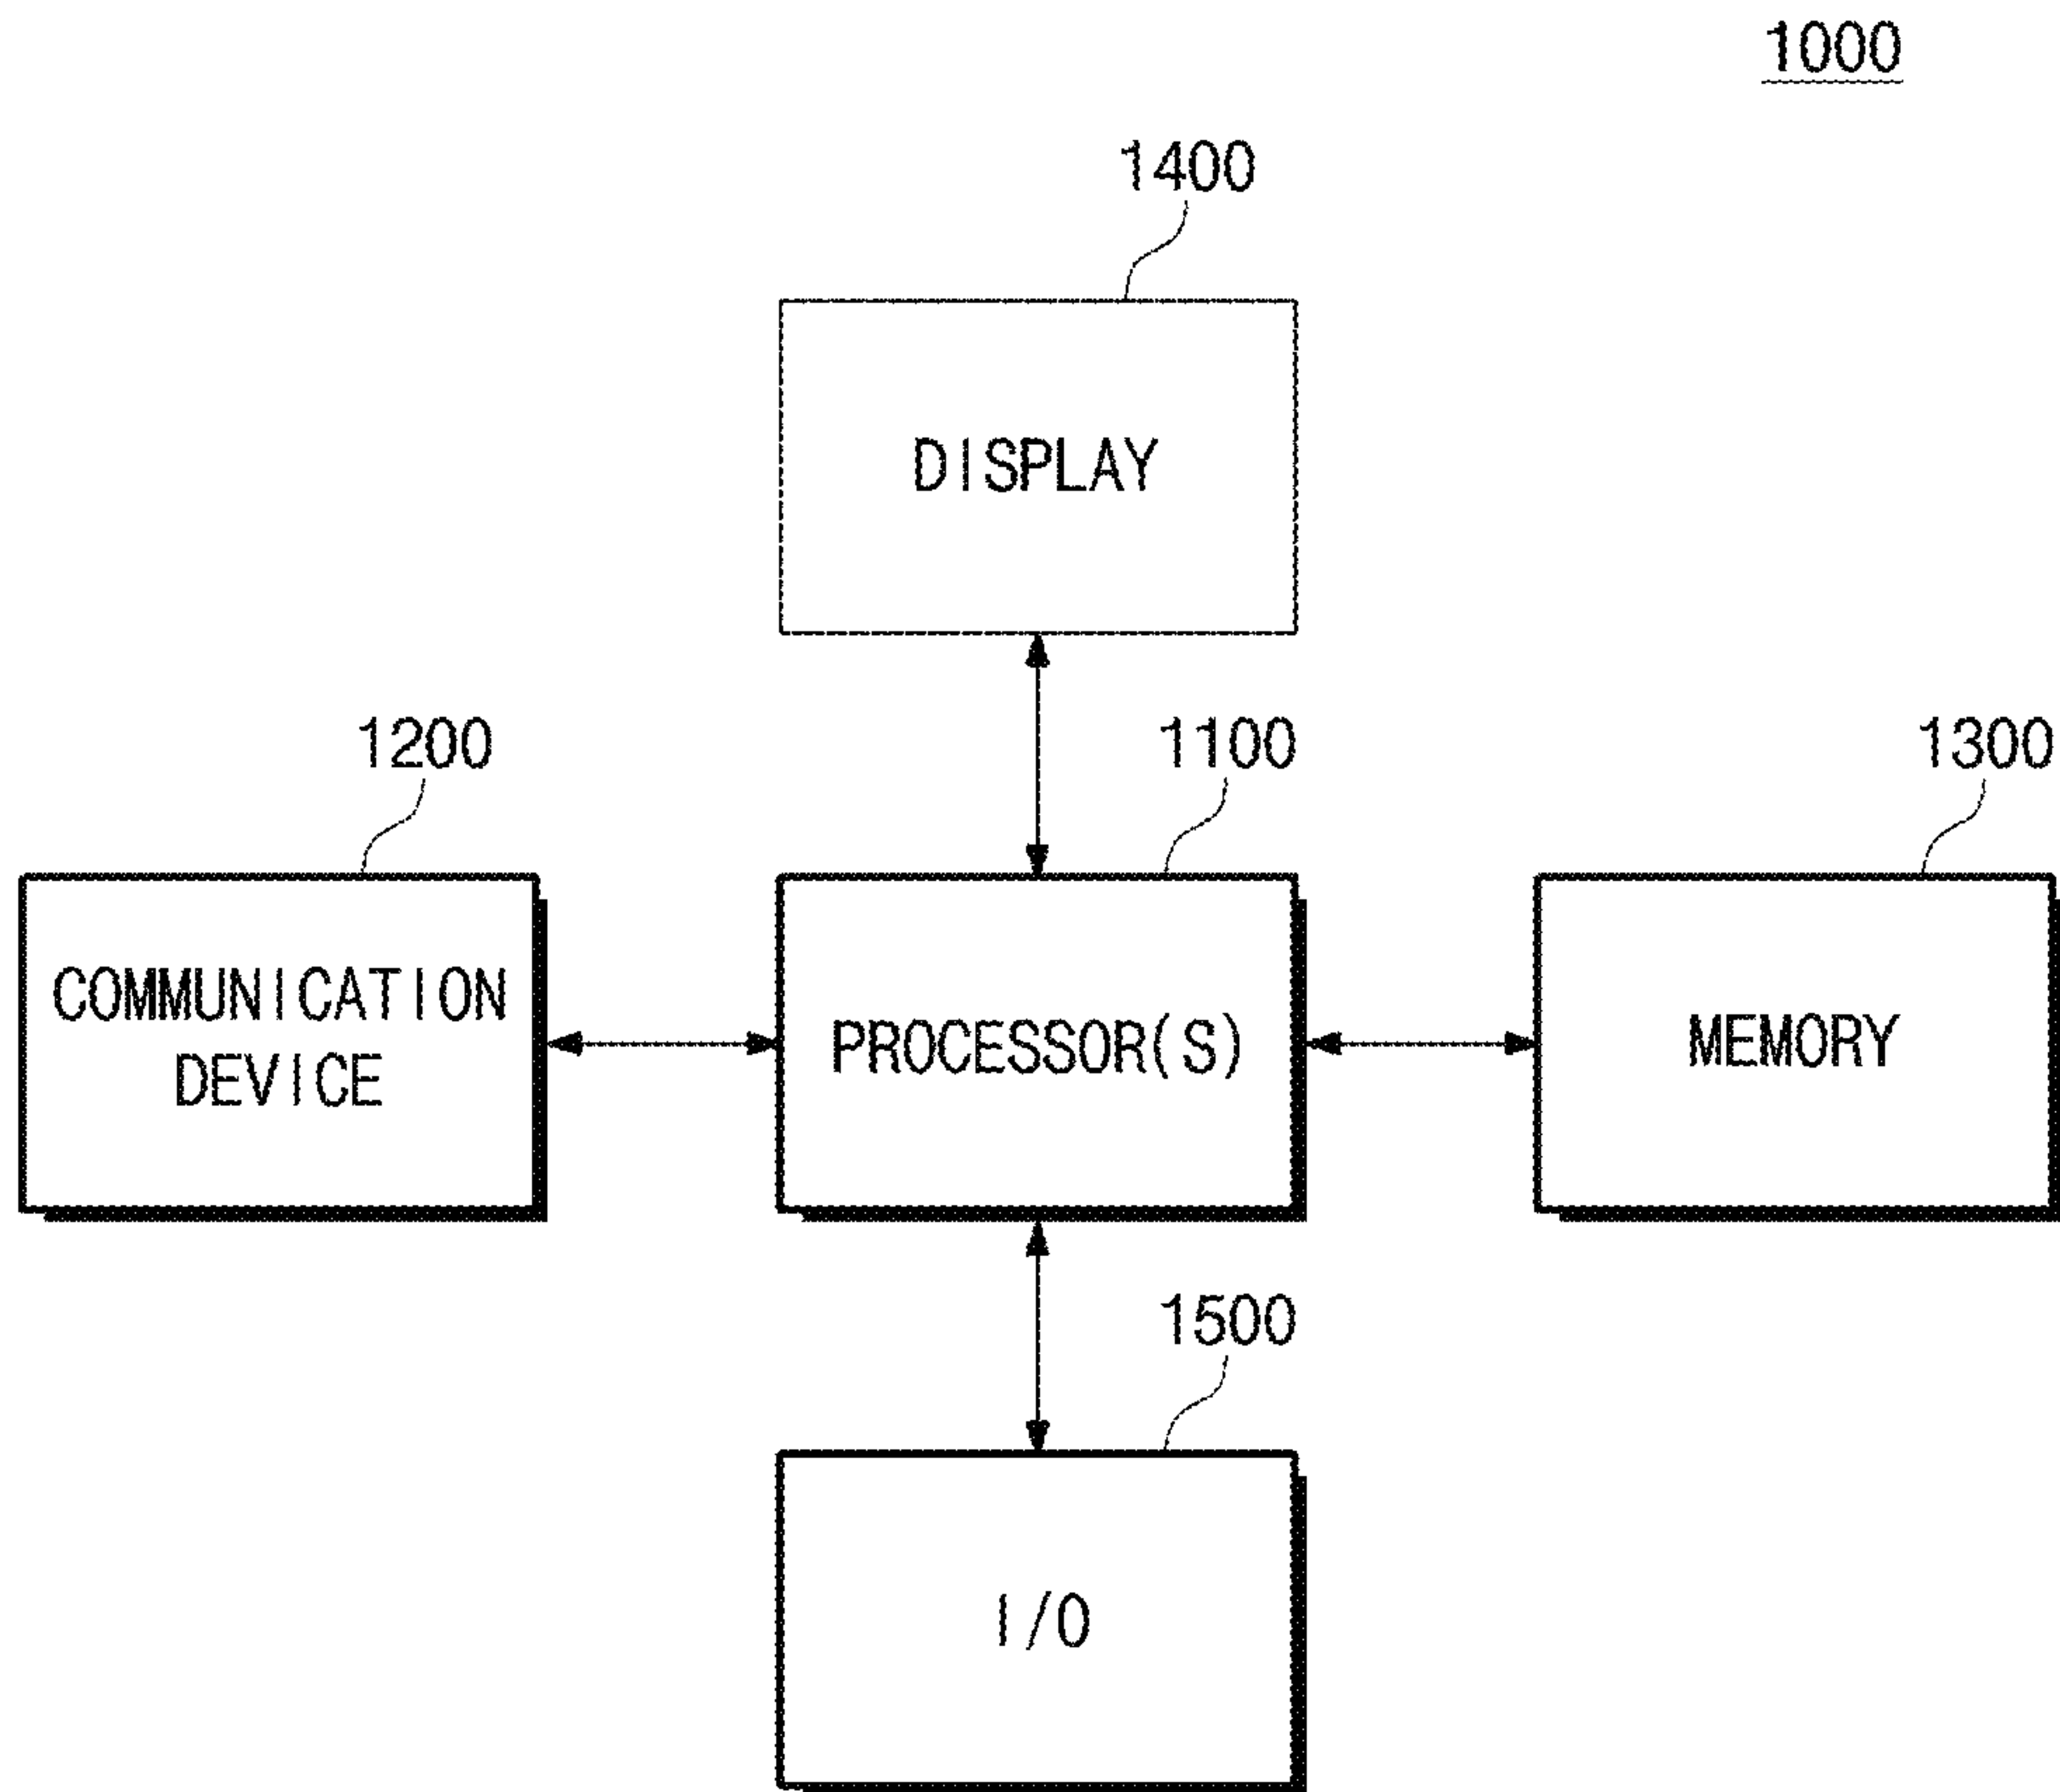 1000
1400
DISPLAY
1200
1100
1300
COMMUNICATION
DEVICE
PROCESSOR(S)
MEMORY
1500
I/O